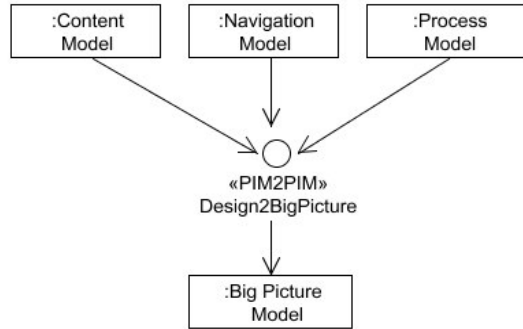 :Content
Model
:Navigation
Model
:Process
Model
«PIM2PIM»
Design2BigPicture
:Big Picture
Model